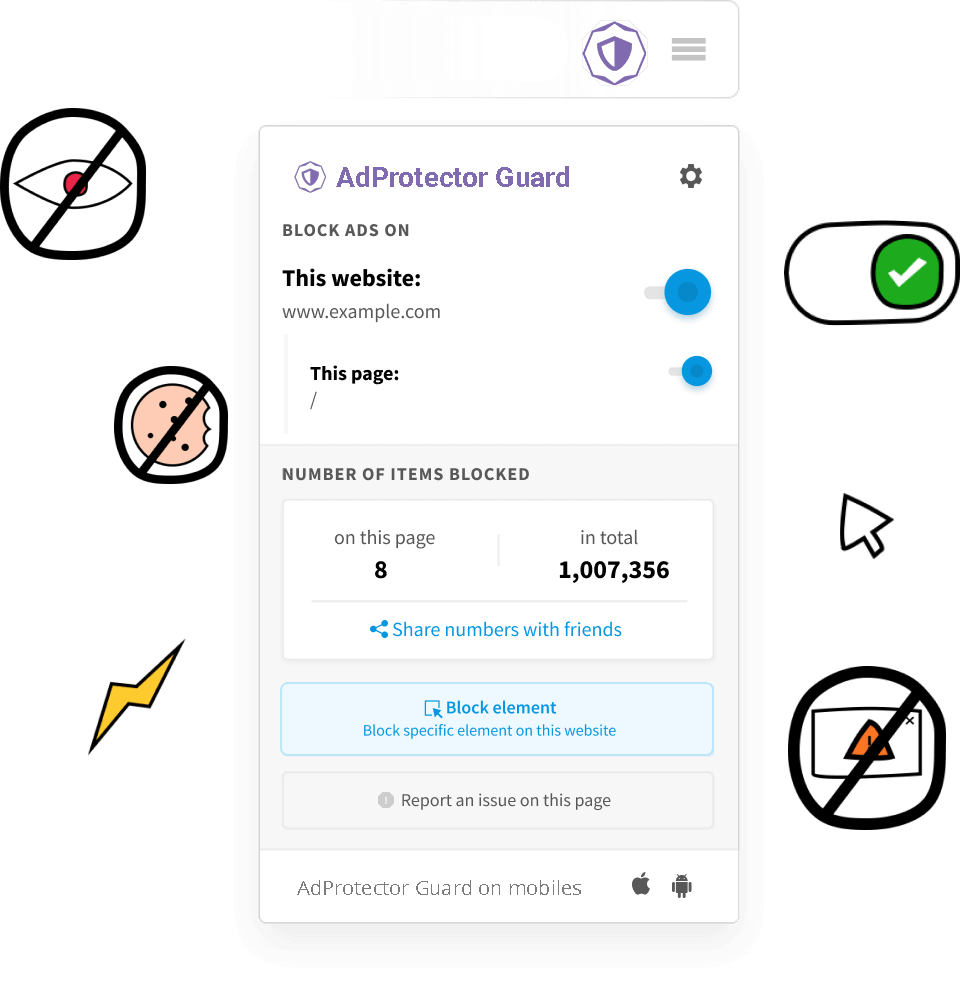 AdProtector Guard
BLOCK ADS ON
This website:
www.example.com
This page:
/
NUMBER OF ITEMS BLOCKED
on this page
8
in total
1,007,356
Share numbers with friends
Block element
Block specific element on this website
Report an issue on this page
AdProtector Guard on mobiles